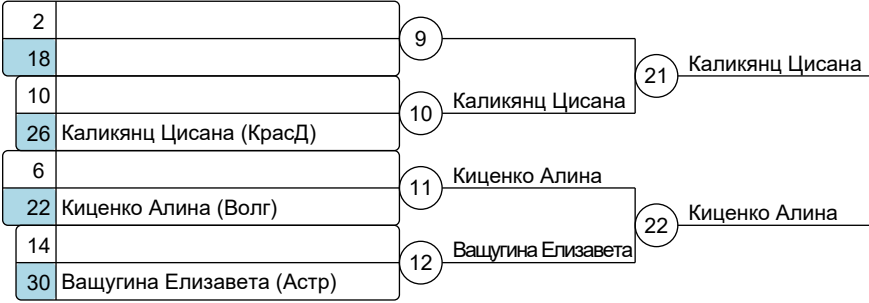 2
18
9
10
26 Каликянц Цисана (КрасД)
10 Каликянц Цисана
21 Каликянц Цисана
6
22 Киценко Алина (Волг)
11 Киценко Алина
14
30 Ващугина Елизавета (Астр)
12 Ващугина Елизавета
22 Киценко Алина